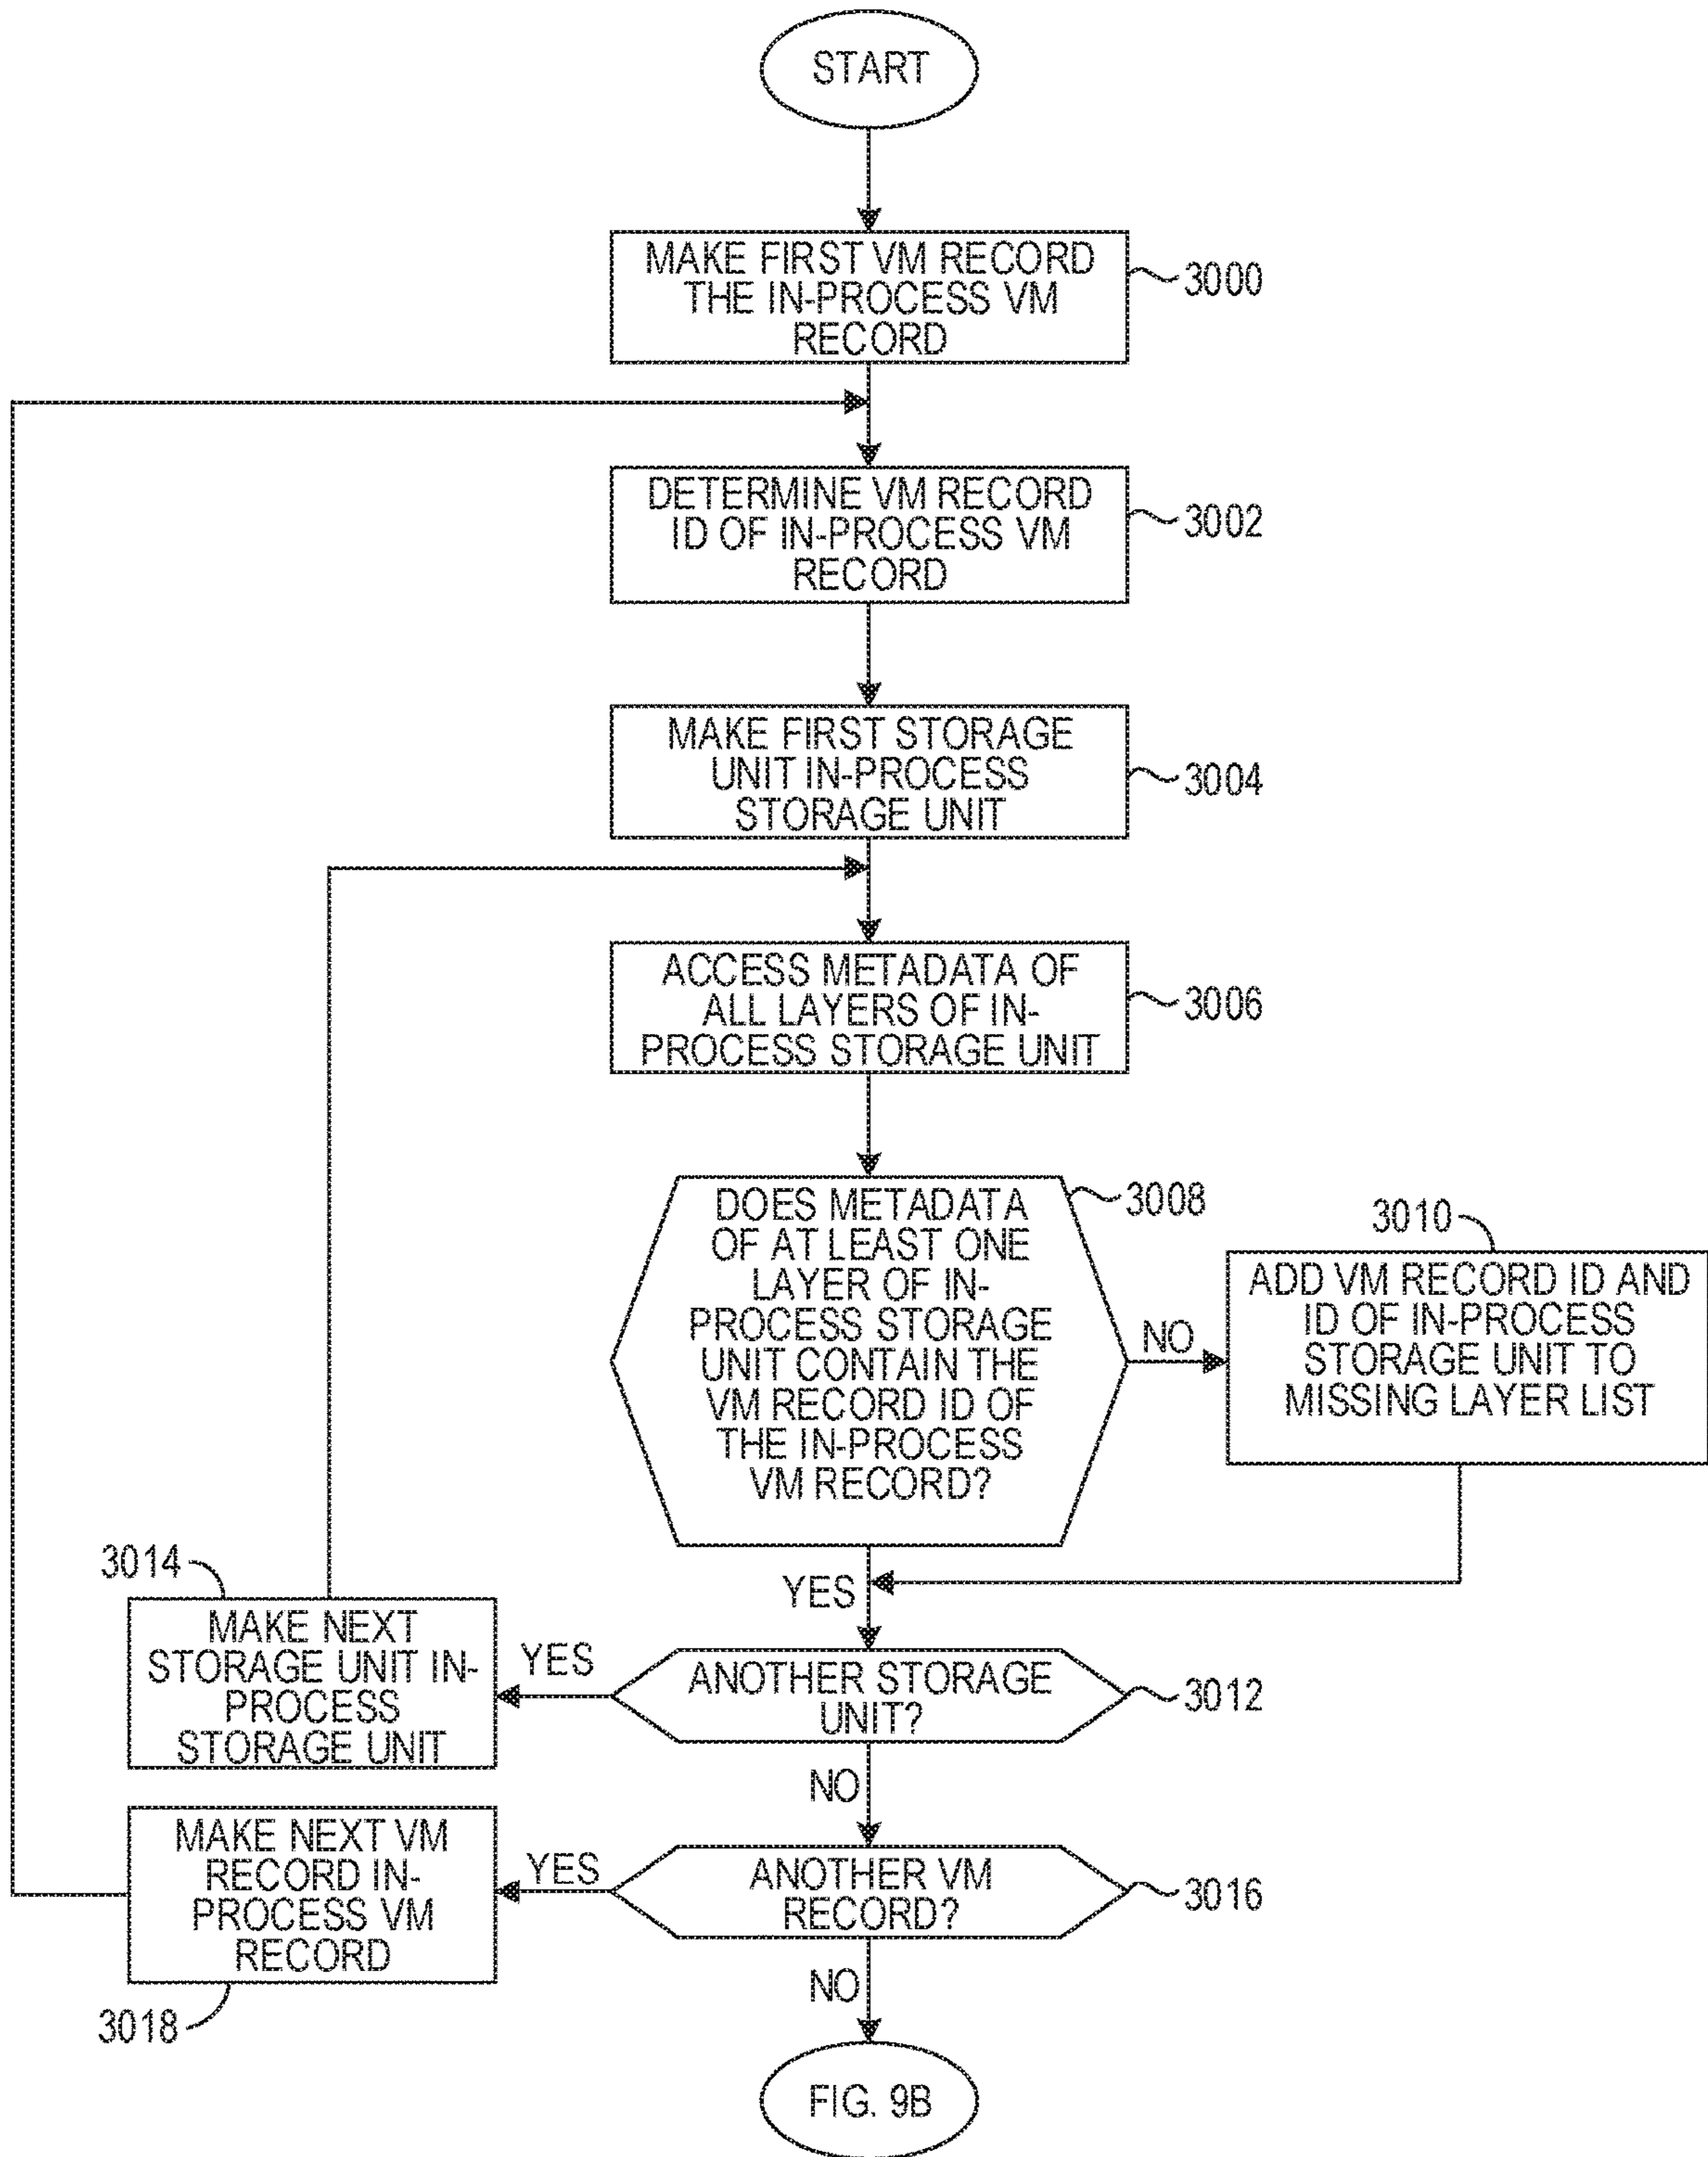 START
MAKE FIRST VM RECORD
THE IN-PROCESS VM
RECORD
3000
DETERMINE VM RECORD
ID OF IN-PROCESS VM
RECORD
3002
MAKE FIRST STORAGE
UNIT IN-PROCESS
STORAGE UNIT
3004
ACCESS METADATA OF
ALL LAYERS OF IN-
PROCESS STORAGE UNIT
3006
DOES METADATA
OF AT LEAST ONE
LAYER OF IN-
PROCESS STORAGE
UNIT CONTAIN THE
VM RECORD ID OF
THE IN-PROCESS
VM RECORD?
3008
NO
3010
ADD VM RECORD ID AND
ID OF IN-PROCESS
STORAGE UNIT TO
MISSING LAYER LIST
YES
3014
MAKE NEXT
STORAGE UNIT IN-
PROCESS
STORAGE UNIT
YES
ANOTHER STORAGE
UNIT?
3012
NO
MAKE NEXT VM
RECORD IN-
PROCESS VM
RECORD
3018
YES
ANOTHER VM
RECORD?
3016
NO
FIG. 9B